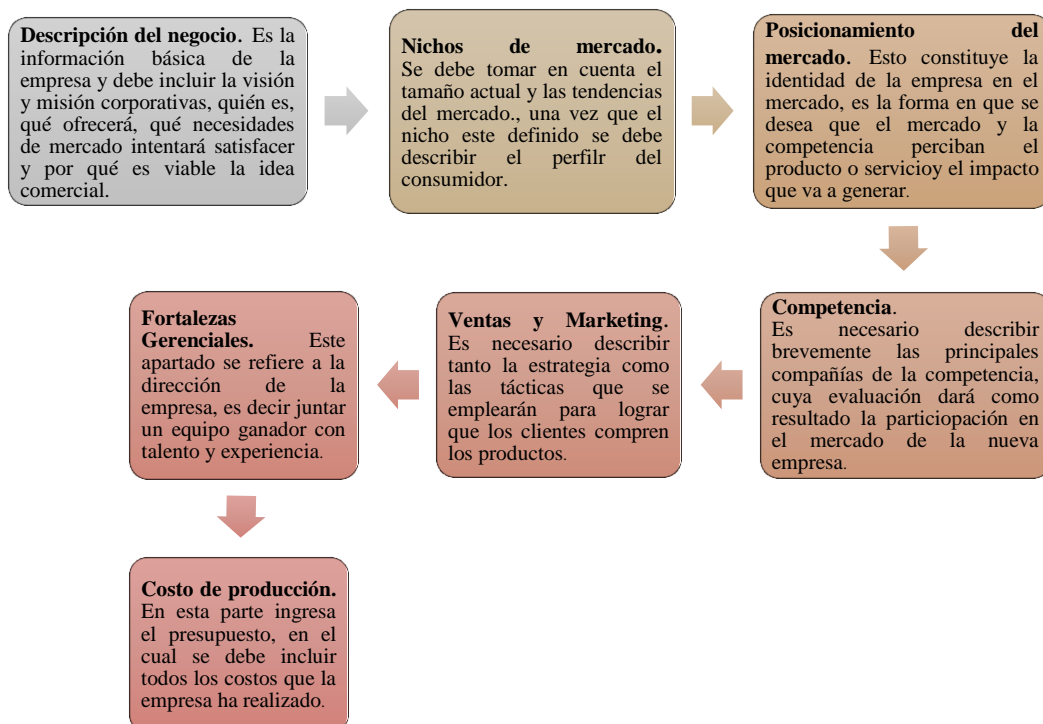 Descripción del negocio. Es la
información básica de la
empresa y debe incluir la visión
y misión corporativas, quién es,
qué ofrecerá, qué necesidades
de mercado intentará satisfacer
y por qué es viable la idea
comercial.
Nichos de mercado.
Se debe tomar en cuenta el
tamaño actual y las tendencias
del mercado., una vez que el
nicho este definido se debe
describir el perfilr del
consumidor.
Posicionamiento del
mercado. Esto constituye la
identidad de la empresa en el
mercado, es la forma en que se
desea que el mercado y la
competencia perciban el
producto o servicioy el impacto
que va a generar.
Competencia.
Es necesario describir
brevemente las principales
compañías de la competencia,
cuya evaluación dará como
resultado la particiopación en
el mercado de la nueva
empresa.
Ventas y Marketing.
Es necesario describir
tanto la estrategia como
las tácticas que se
emplearán para lograr
que los clientes compren
los productos.
Fortalezas
Gerenciales. Este
apartado se refiere a la
dirección de la
empresa, es decir juntar
un equipo ganador con
talento y experiencia.
Costo de producción.
En esta parte ingresa
el presupuesto, en el
cual se debe incluir
todos los costos que la
empresa ha realizado.